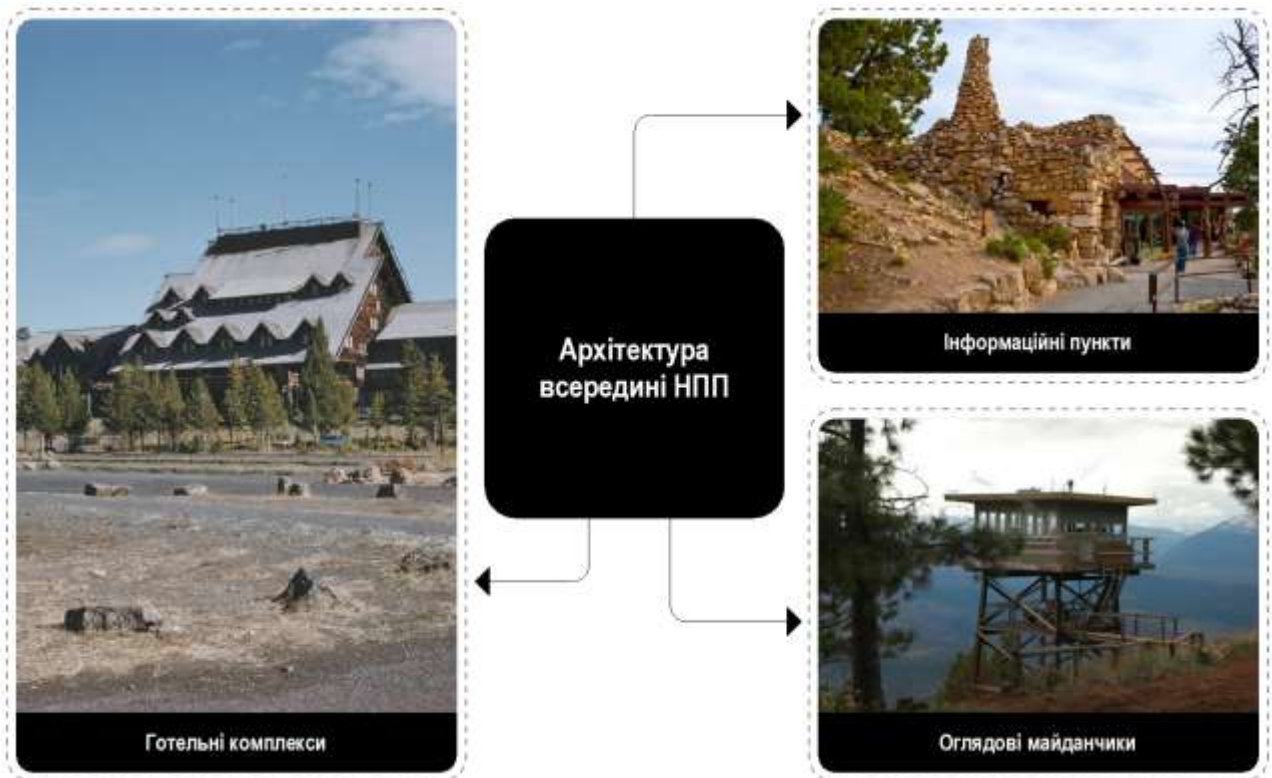 Архітектура
всередині НПП
Інформаційні пункти
Готельні комплекси
Оглядові майданчики